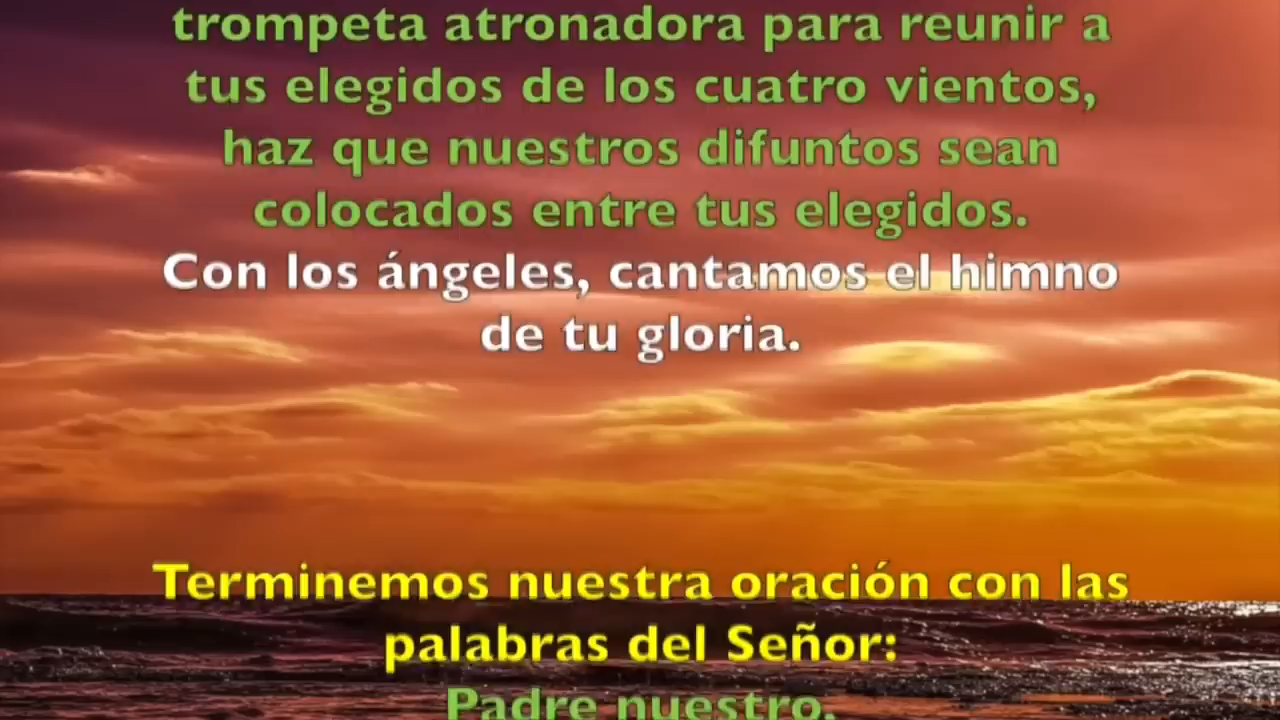 trompeta atronadora para reunir a
tus elegidos de los cuatro vientos,
haz que nuestros difuntos sean
colocados entre tus elegidos.
Con los ángeles, cantamos el himno
de tu gloria.
Terminemos nuestra oración con las
palabras del Señor:
Padre nuestro.